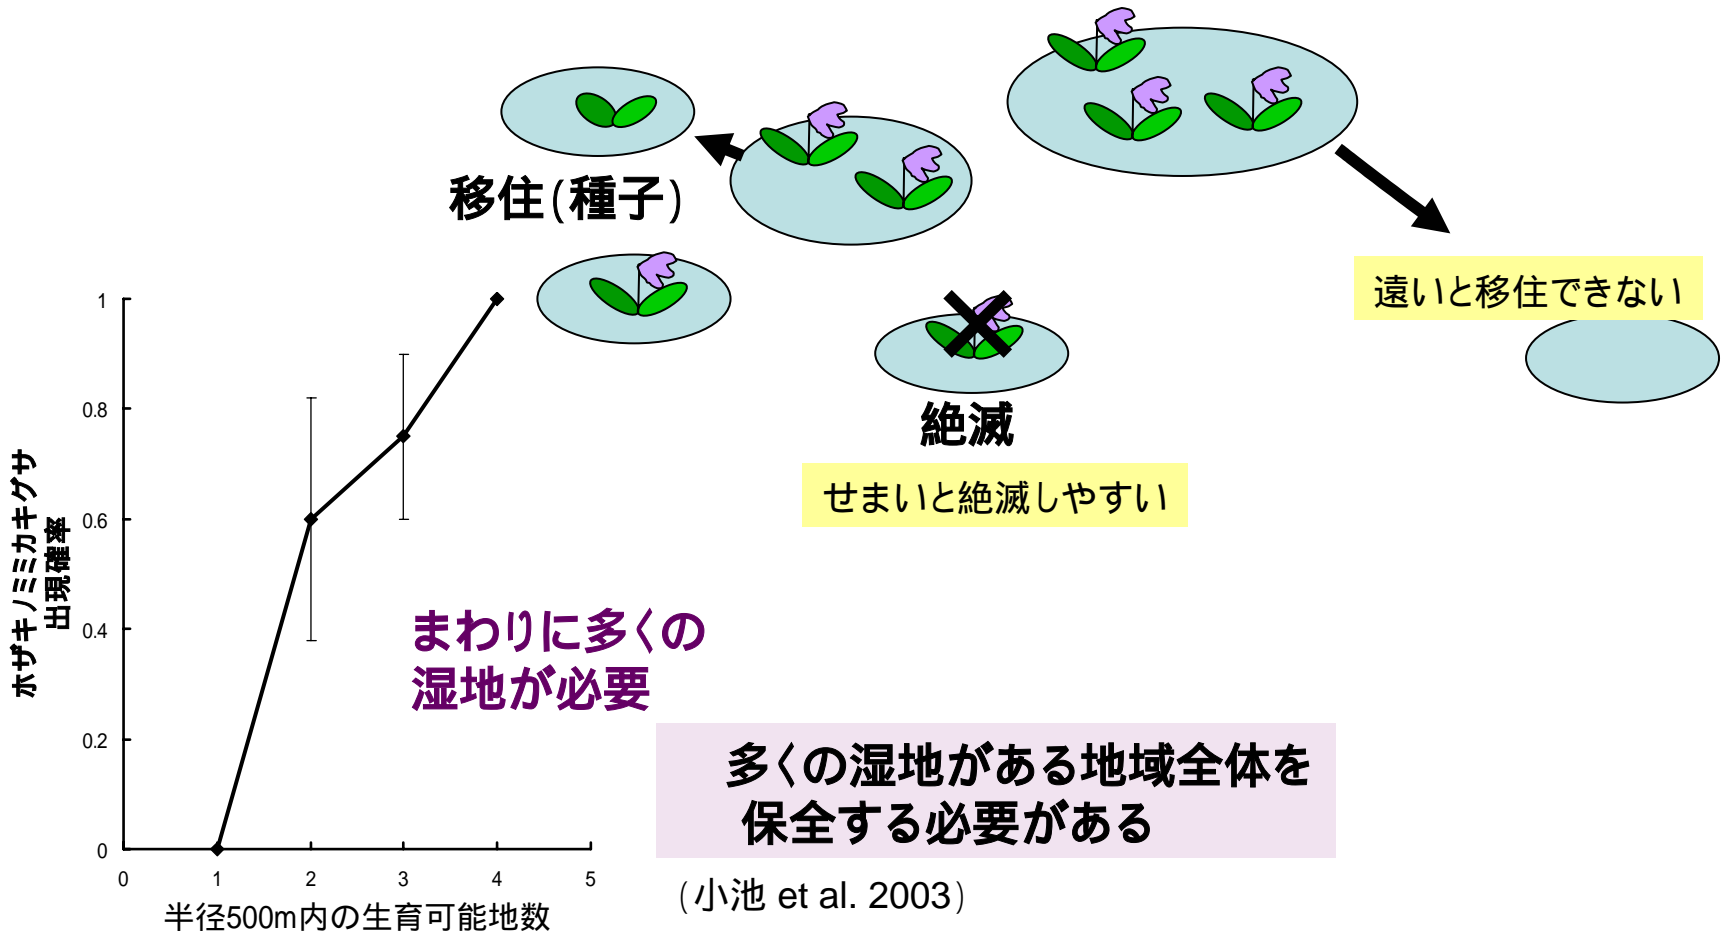 移住(種子)
遠いと移住できない
絶滅
せまいと絶滅しやすい
1
0.8
0.6
0.4
0.2
0
0
1
2
3
4
5
ホザキノミミカキグサ
出現確率
半径500m内の生育可能地数
まわりに多くの
湿地が必要
多くの湿地がある地域全体を
保全する必要がある
(小池 et al. 2003)